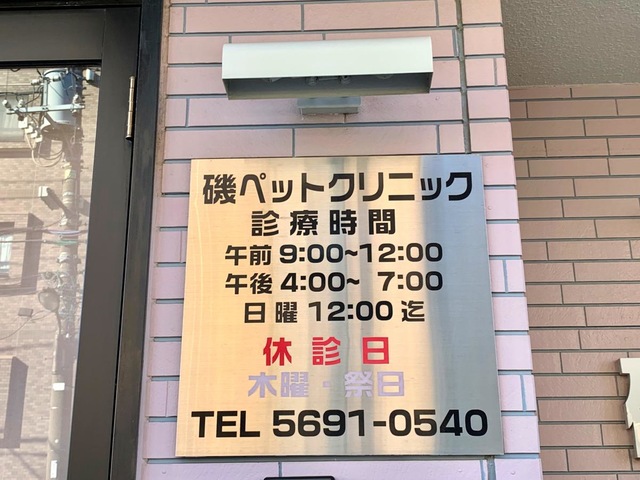 磯ペットクリニック
診療時間
午前 9:00~12:00
午後 4:00~ 7:00
日曜 12:00 迄
休診日
木曜・祭日
TEL 5691-0540